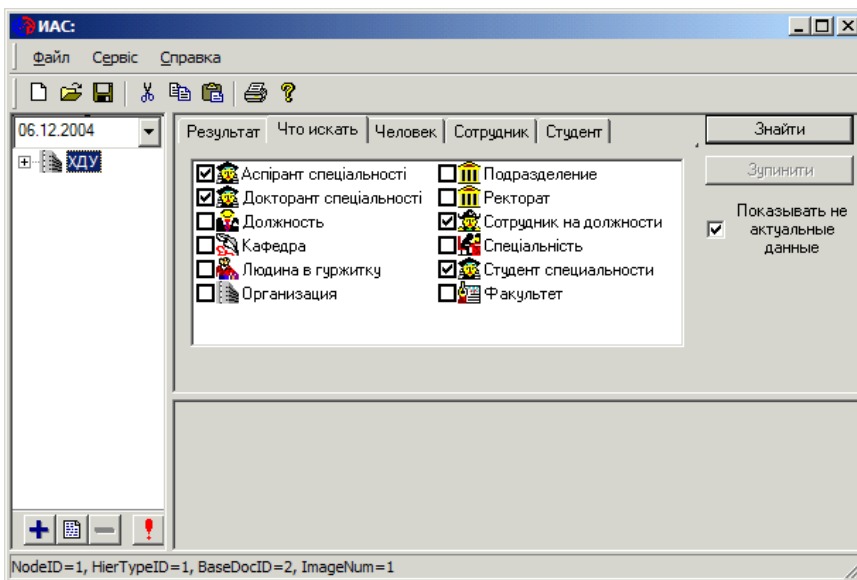 ИАС:
Файл Сервіс Справка
06.12.2004
ХДУ
Результат Что искать Человек Сотрудник Студент
Аспірант спеціальності
Докторант спеціальності
Должность
Кафедра
Людина в гуржитку
Организация
Подразделение
Ректорат
Сотрудник на должности
Спеціальність
Студент специальности
Факультет
Знайти
Зупинити
Показывать не
актуальные
данные
NodeID=1, HierTypeID=1, BaseDocID=2, ImageNum=1